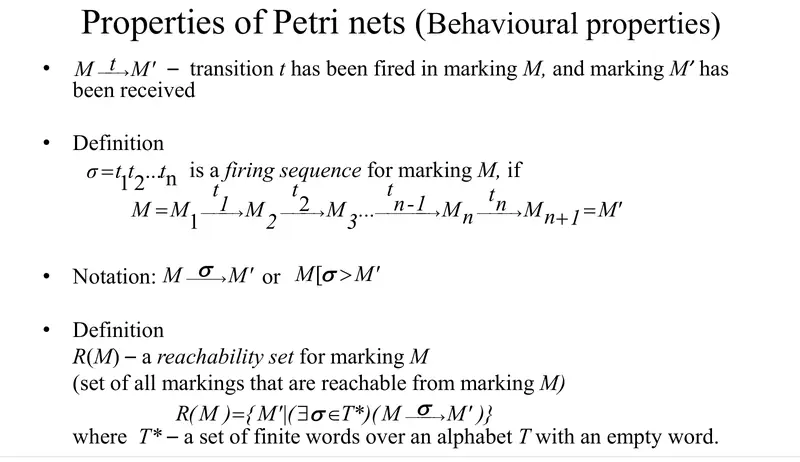 Properties of Petri nets (Behavioural properties)
• M —t→ M' – transition t has been fired in marking M, and marking M' has
been received
• Definition
σ=t₁t₂...tₙ is a firing sequence for marking M, if
M=M₁ —t₁→ M₂ —t₂→ M₃... —tₙ₋₁→ Mₙ —tₙ→ Mₙ₊₁=M'
• Notation: M —σ→ M' or M[σ>M'
• Definition
R(M) – a reachability set for marking M
(set of all markings that are reachable from marking M)
R(M)={M'|(∃σ∈T*)(M —σ→ M')}
where T* – a set of finite words over an alphabet T with an empty word.